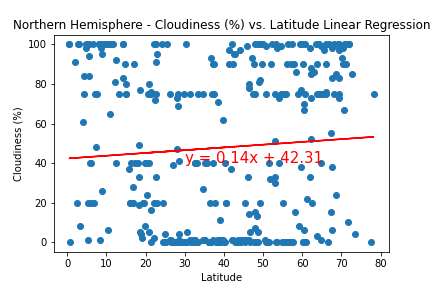 Northern Hemisphere - Cloudiness (%) vs. Latitude Linear Regression
100
80
60
40
20
0
Cloudiness (%)
y = 0.14x + 42.31
0 10 20 30 40 50 60 70 80
Latitude